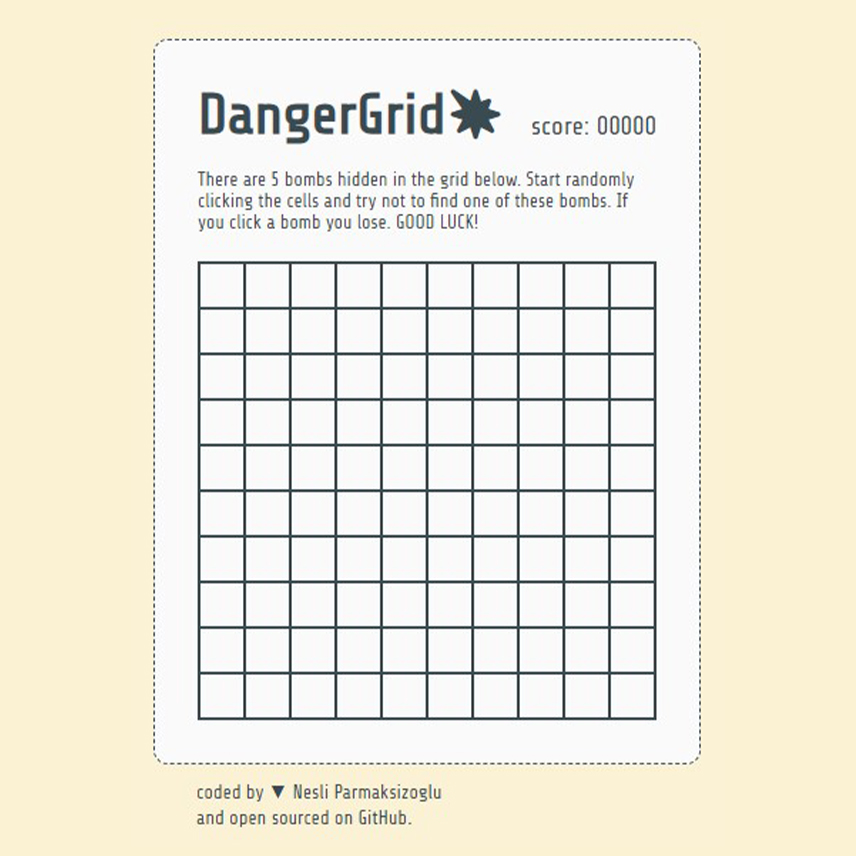 DangerGrid
score: 00000
There are 5 bombs hidden in the grid below. Start randomly
clicking the cells and try not to find one of these bombs. If
you click a bomb you lose. GOOD LUCK!
coded by ▼ Nesli Parmaksizoglu
and open sourced on GitHub.